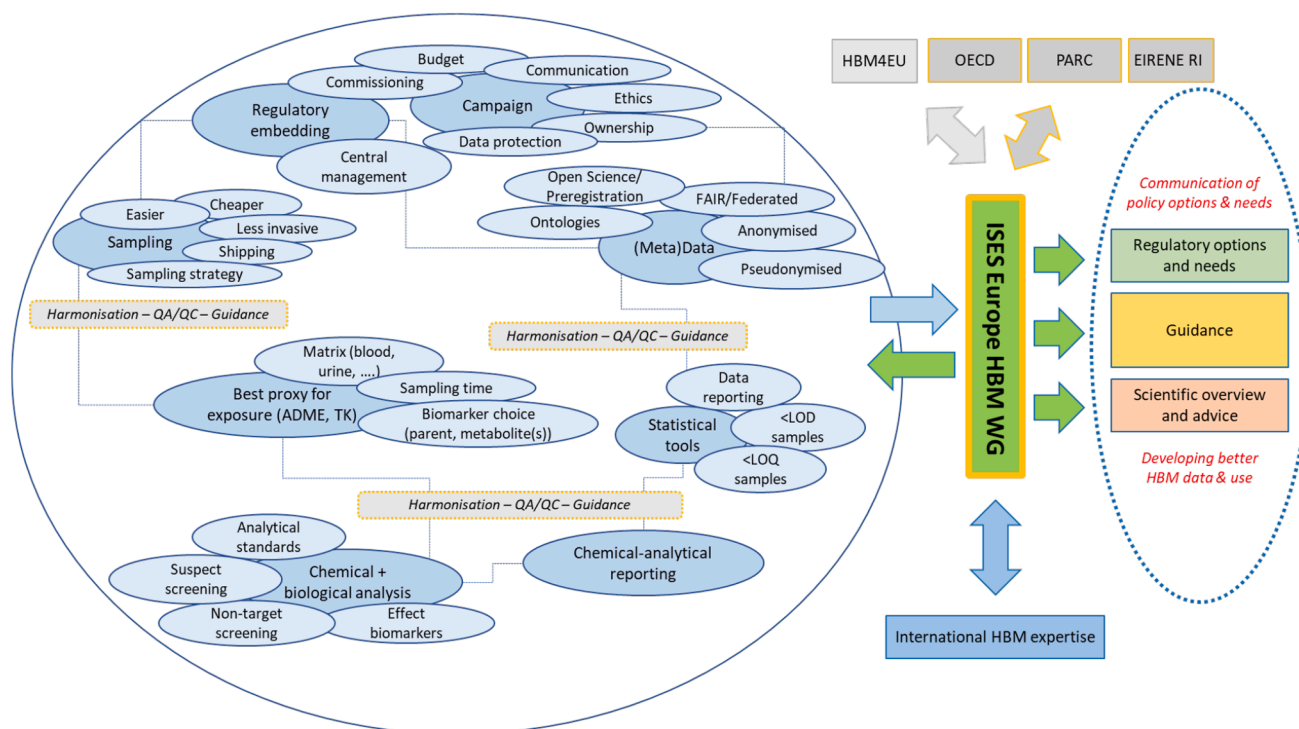 Budget
Communication
Commissioning
Campaign
Regulatory
embedding
Ethics
Ownership
Data protection
Central
management
Open Science/
Preregistration
FAIR/Federated
Ontologies
Anonymised
(Meta)Data
Pseudonymised
Cheaper
Easier
Less invasive
Sampling
Shipping
Sampling strategy
Harmonisation – QA/QC – Guidance
Harmonisation – QA/QC – Guidance
Matrix (blood,
urine, ….)
Sampling time
Best proxy for
exposure (ADME, TK)
Biomarker choice
(parent, metabolite(s))
Data
reporting
<LOD
samples
Statistical
tools
<LOQ
samples
Harmonisation – QA/QC – Guidance
Analytical
standards
Suspect
screening
Chemical +
biological analysis
Non-target
screening
Effect
biomarkers
Chemical-analytical
reporting
HBM4EU
OECD
PARC
EIRENE RI
ISES Europe HBM WG
Communication of
policy options & needs
Regulatory options
and needs
Guidance
Scientific overview
and advice
Developing better
HBM data & use
International HBM expertise